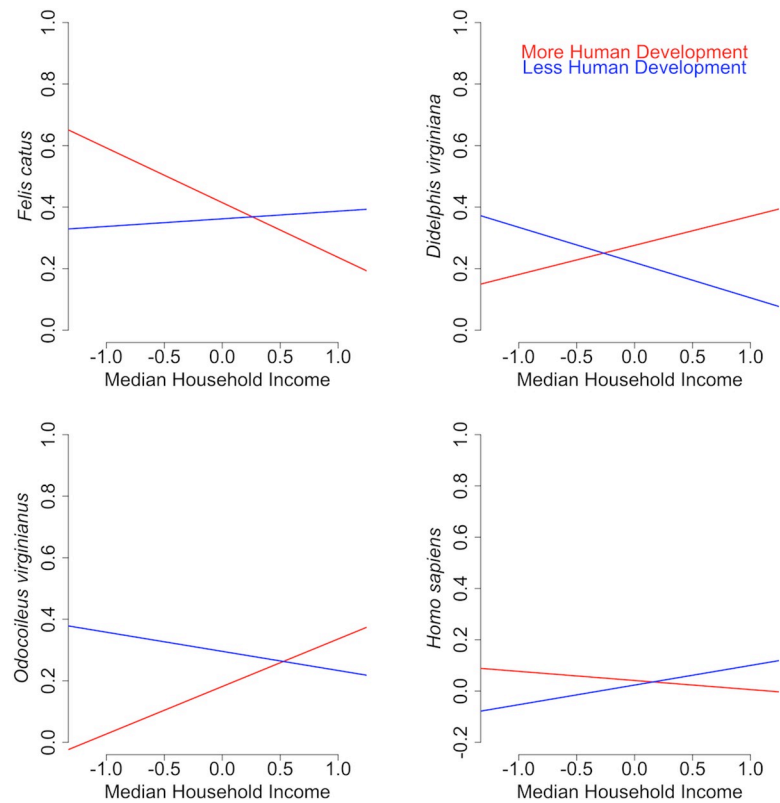 Felis catus
1.0
0.8
0.6
0.4
0.2
0.0
-1.0 -0.5 0.0 0.5 1.0
Median Household Income
More Human Development
Less Human Development
Didelphis virginiana
1.0
0.8
0.6
0.4
0.2
0.0
-1.0 -0.5 0.0 0.5 1.0
Median Household Income
Odocoileus virginianus
1.0
0.8
0.6
0.4
0.2
0.0
-1.0 -0.5 0.0 0.5 1.0
Median Household Income
Homo sapiens
1.0
0.8
0.6
0.4
0.2
0.0
-0.2
-1.0 -0.5 0.0 0.5 1.0
Median Household Income